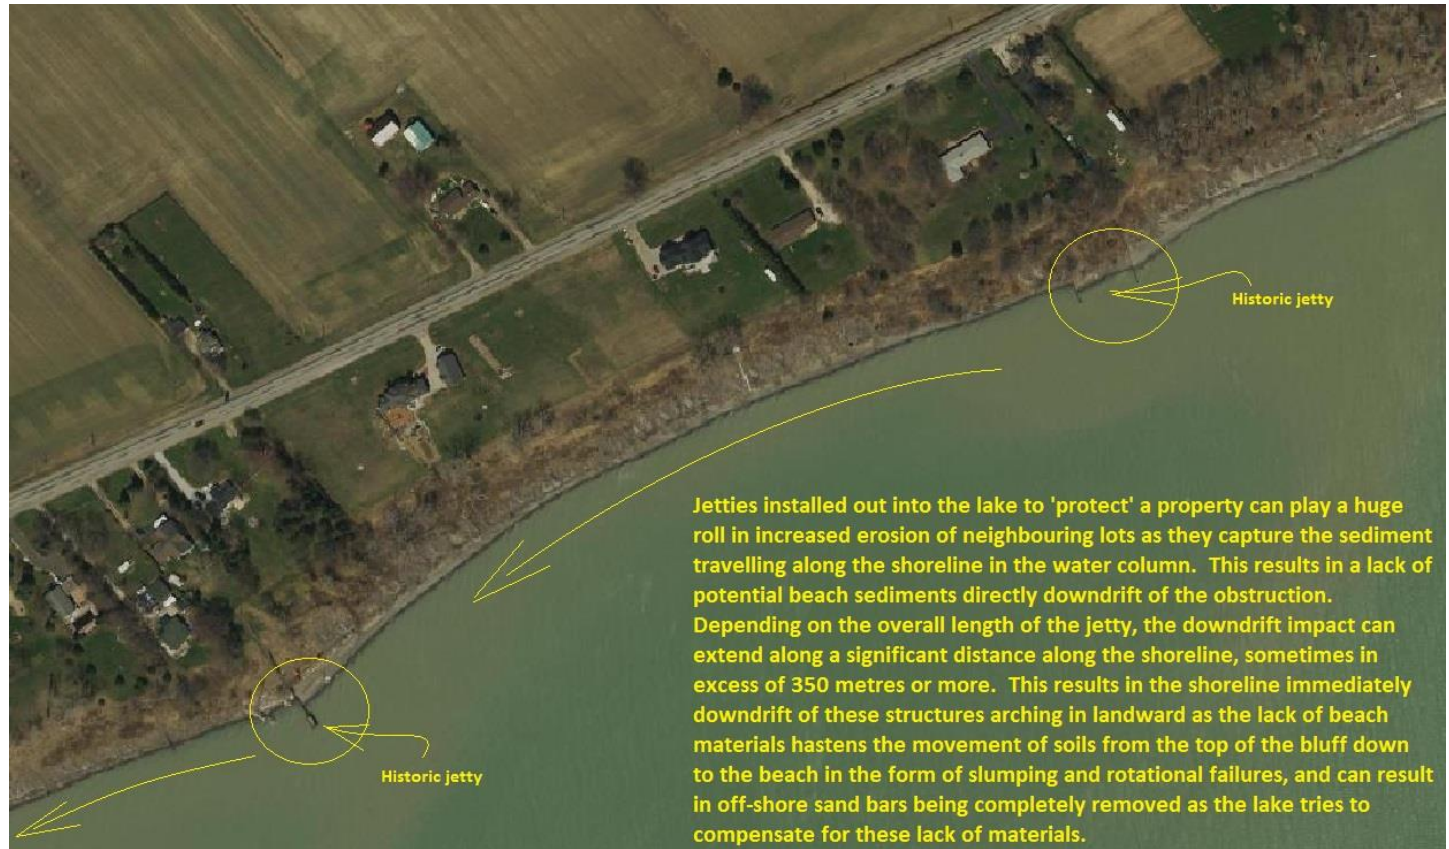 Historic jetty
Jetties installed out into the lake to 'protect' a property can play a huge
roll in increased erosion of neighbouring lots as they capture the sediment
travelling along the shoreline in the water column.  This results in a lack of
potential beach sediments directly downdrift of the obstruction.
Depending on the overall length of the jetty, the downdrift impact can
extend along a significant distance along the shoreline, sometimes in
excess of 350 metres or more.  This results in the shoreline immediately
downdrift of these structures arching in landward as the lack of beach
materials hastens the movement of soils from the top of the bluff down
to the beach in the form of slumping and rotational failures, and can result
in off-shore sand bars being completely removed as the lake tries to
compensate for these lack of materials.
Historic jetty